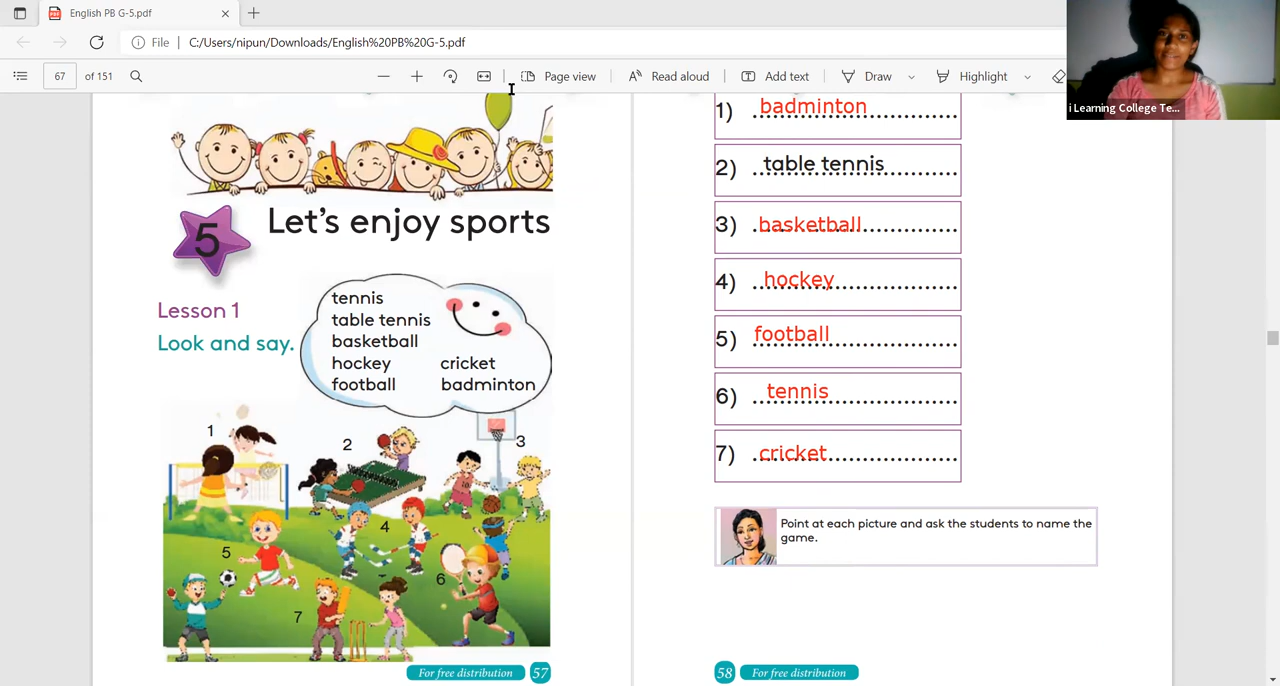 English PB G-5.pdf
File
C:/Users/nipun/Downloads/English%20PB%20G-5.pdf
67 of 151
Page view
Read aloud
Add text
Draw
Highlight
i Learning College Te...
5
Let's enjoy sports
Lesson 1
Look and say.
tennis
table tennis
basketball
hockey cricket
football badminton
1
2
3
4
5
6
7
For free distribution 57
1) badminton
2) table tennis
3) basketball
4) hockey
5) football
6) tennis
7) cricket
Point at each picture and ask the students to name the
game.
58 For free distribution